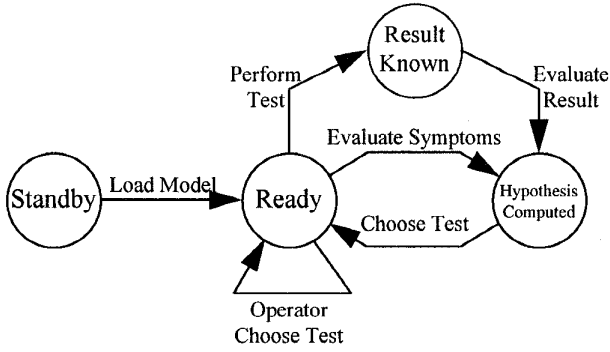 Result
Known
Perform
Test
Evaluate
Result
Evaluate Symptoms
Standby
Load Model
Ready
Hypothesis
Computed
Choose Test
Operator
Choose Test